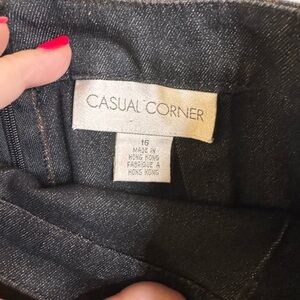 CASUAL CORNER
16
MADE IN
HONG KONG
FABRIQUE A
HONG KONG